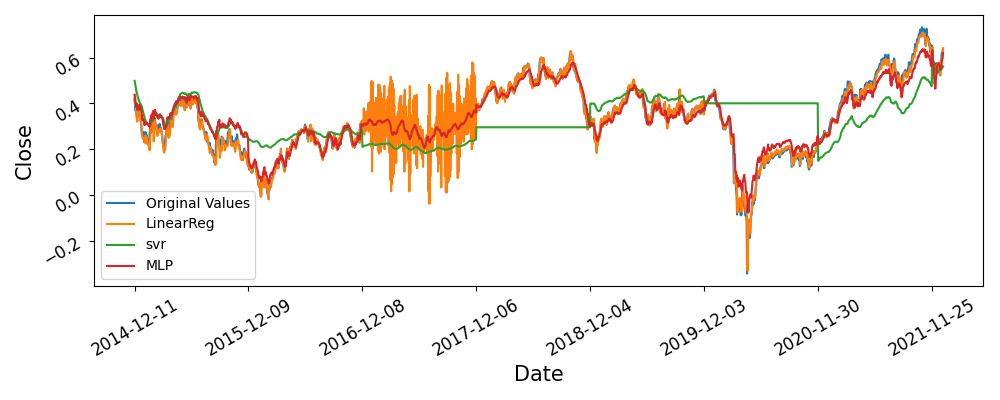 Close
0.6
0.4
0.2
0.0
−0.2
Original Values
LinearReg
svr
MLP
2014-12-11
2015-12-09
2016-12-08
2017-12-06
2018-12-04
2019-12-03
2020-11-30
2021-11-25
Date